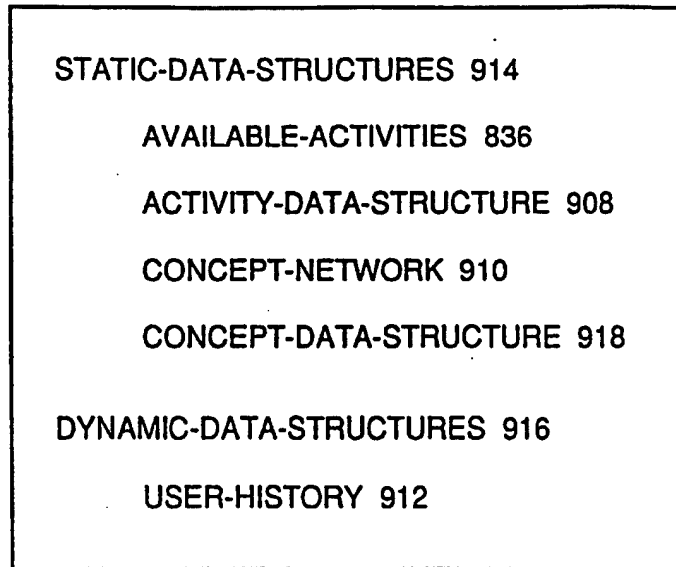 STATIC-DATA-STRUCTURES 914
AVAILABLE-ACTIVITIES 836
ACTIVITY-DATA-STRUCTURE 908
CONCEPT-NETWORK 910
CONCEPT-DATA-STRUCTURE 918
DYNAMIC-DATA-STRUCTURES 916
USER-HISTORY 912